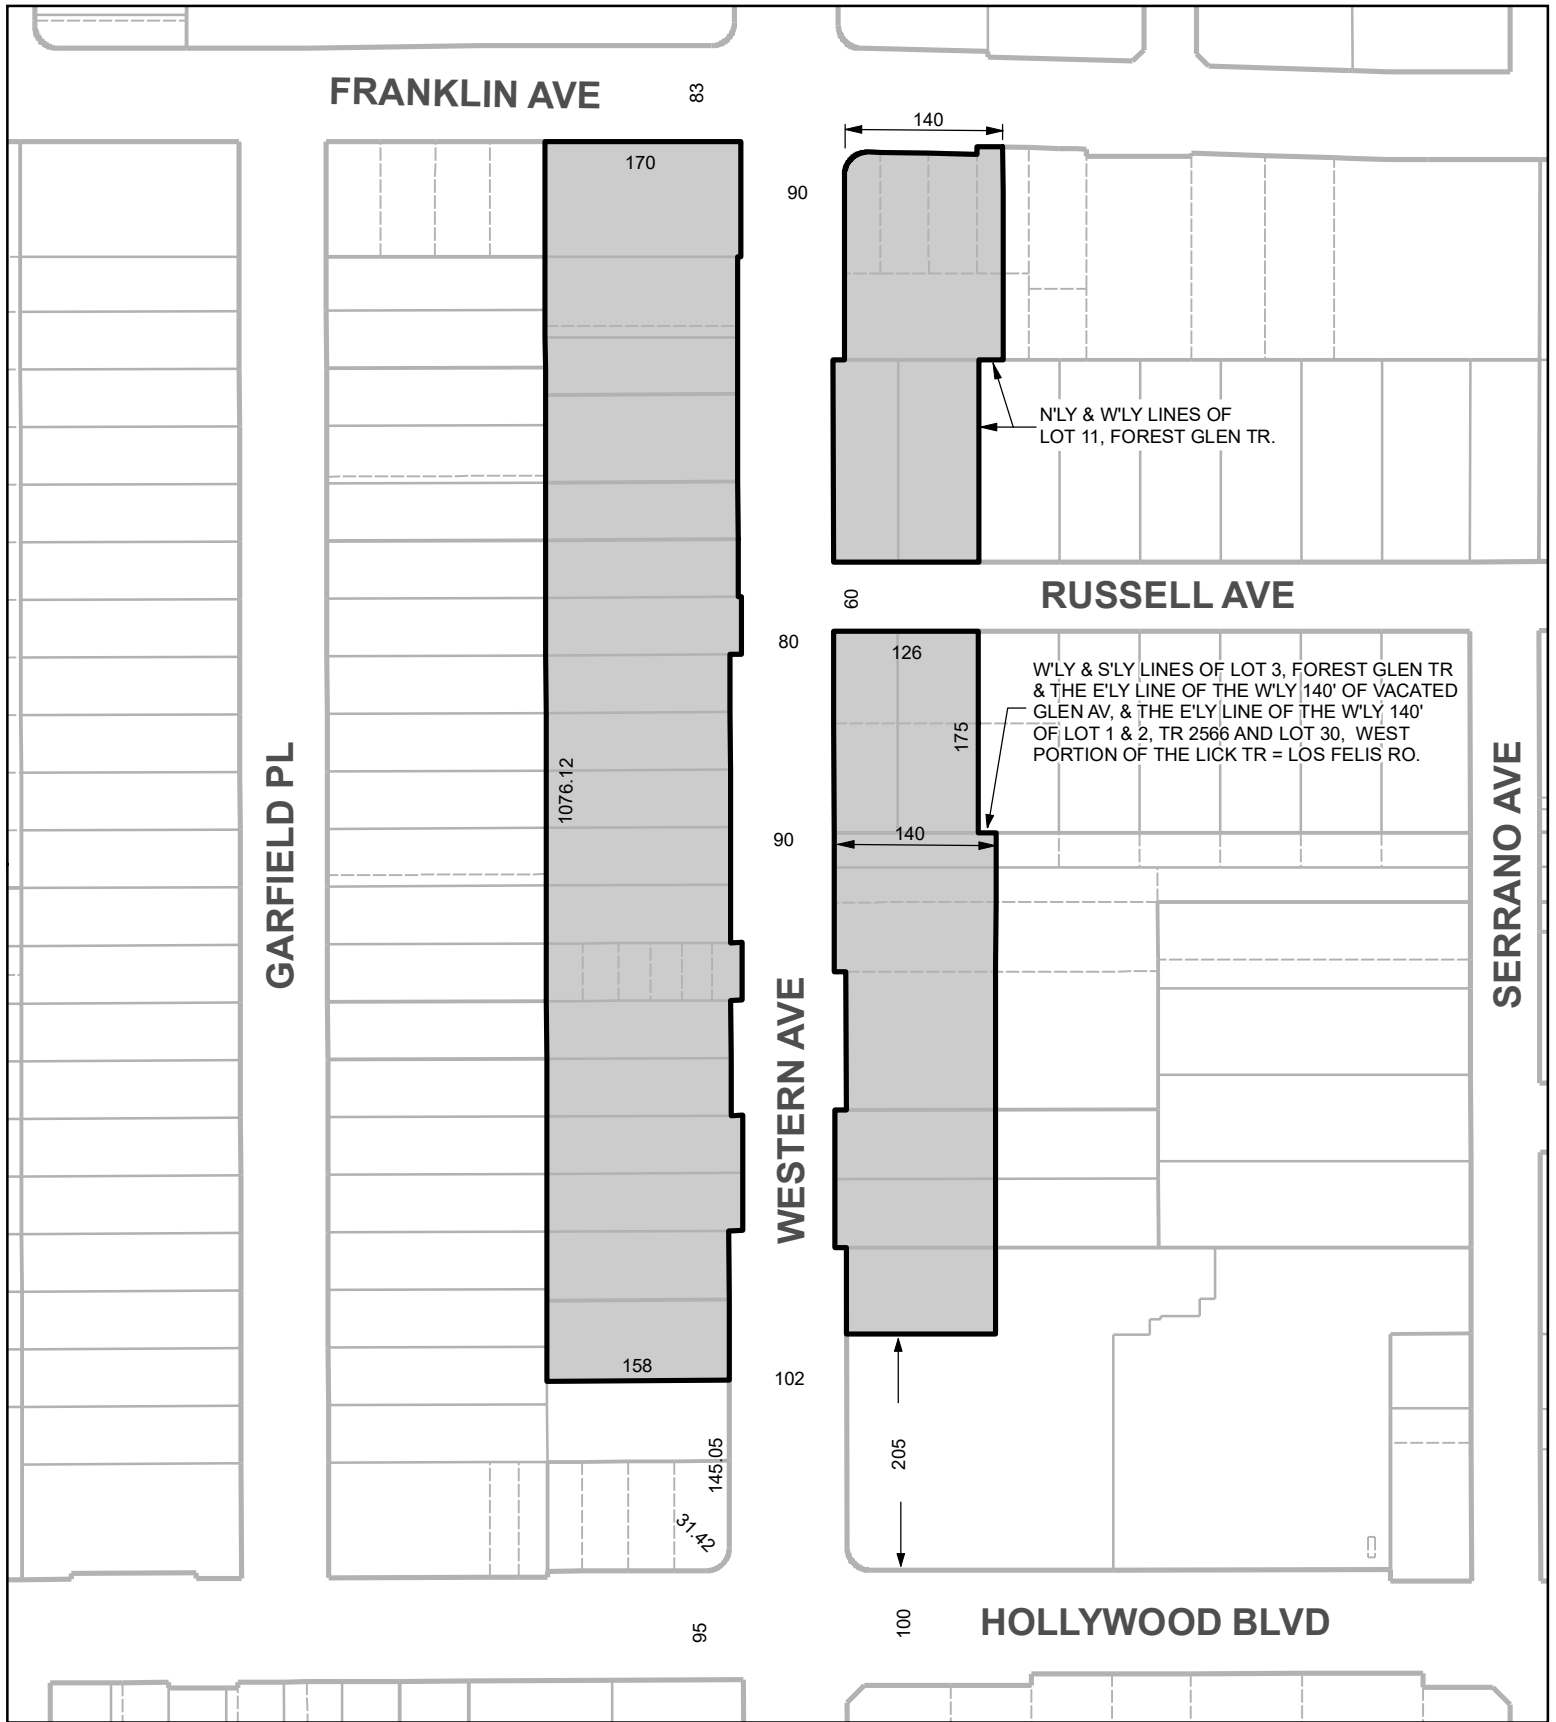 FRANKLIN AVE
83
140
170
90
N'LY & W'LY LINES OF
LOT 11, FOREST GLEN TR.
60
RUSSELL AVE
80
126
W'LY & S'LY LINES OF LOT 3, FOREST GLEN TR
& THE E'LY LINE OF THE W'LY 140' OF VACATED
GLEN AV, & THE E'LY LINE OF THE W'LY 140'
OF LOT 1 & 2, TR 2566 AND LOT 30, WEST
PORTION OF THE LICK TR = LOS FELIS RO.
175
1076.12
90
140
GARFIELD PL
SERRANO AVE
WESTERN AVE
158
102
145.05
31.42
205
95
100
HOLLYWOOD BLVD